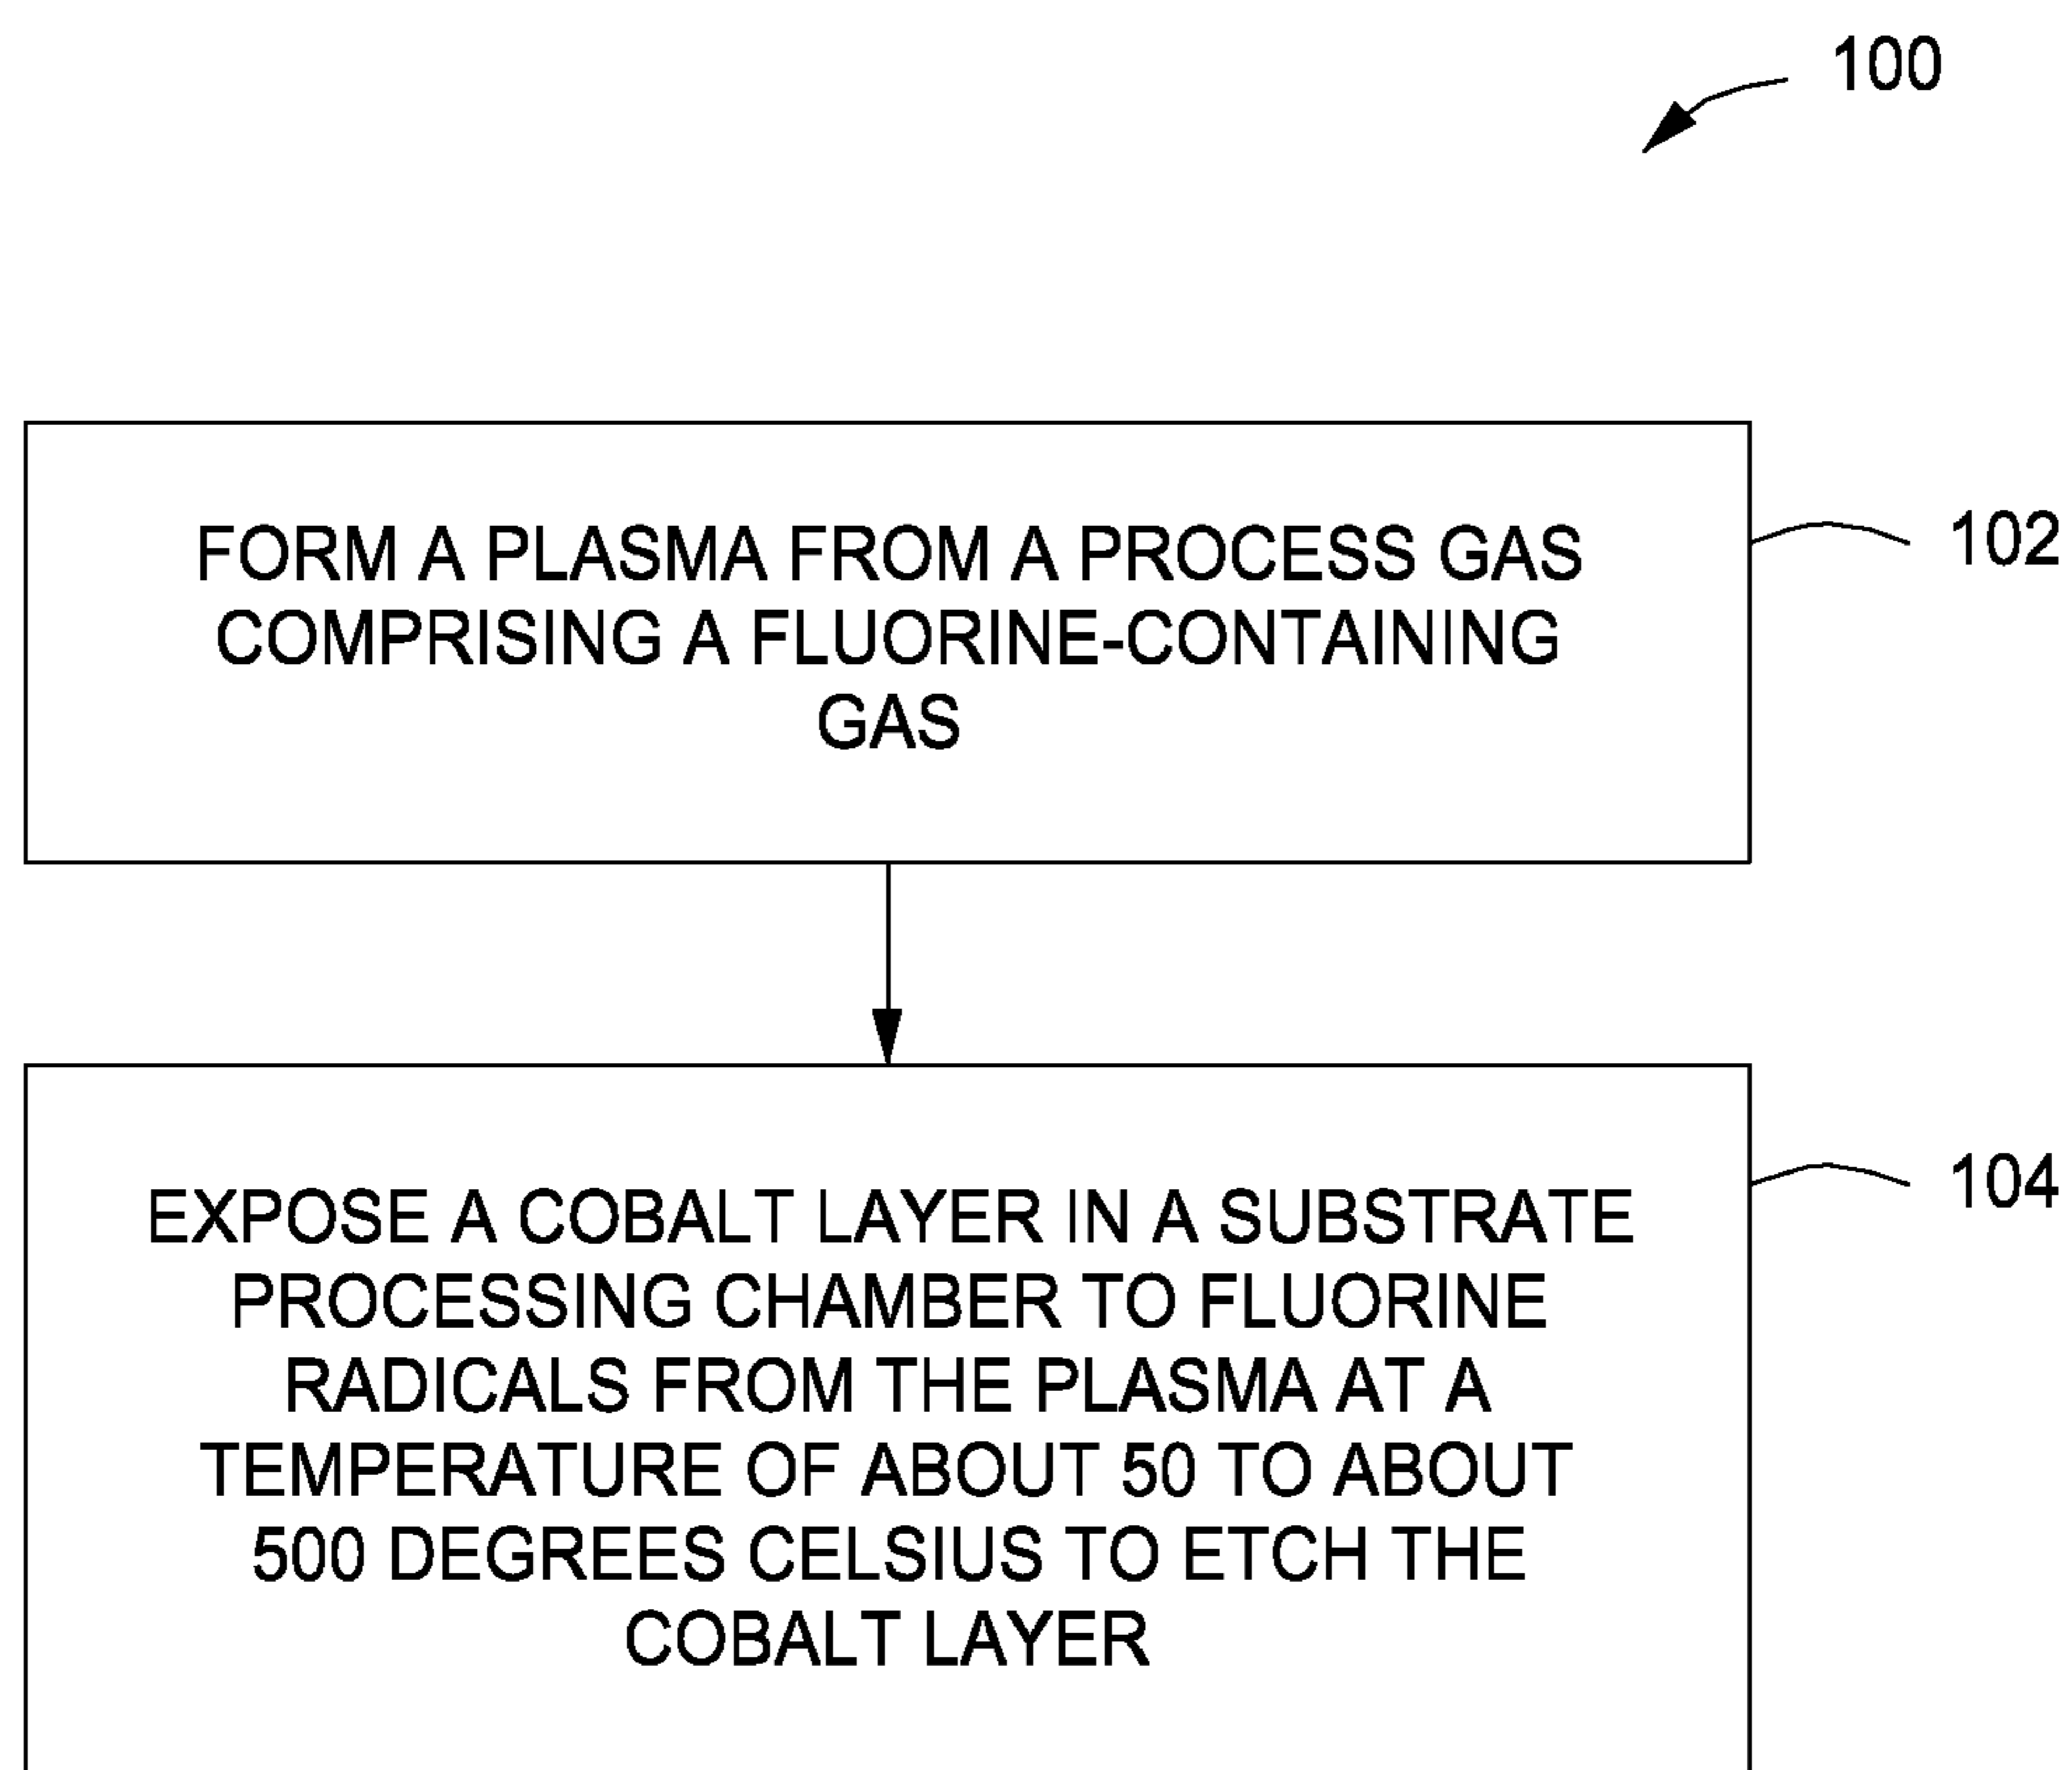 100
FORM A PLASMA FROM A PROCESS GAS
COMPRISING A FLUORINE-CONTAINING
GAS
102
EXPOSE A COBALT LAYER IN A SUBSTRATE
PROCESSING CHAMBER TO FLUORINE
RADICALS FROM THE PLASMA AT A
TEMPERATURE OF ABOUT 50 TO ABOUT
500 DEGREES CELSIUS TO ETCH THE
COBALT LAYER
104